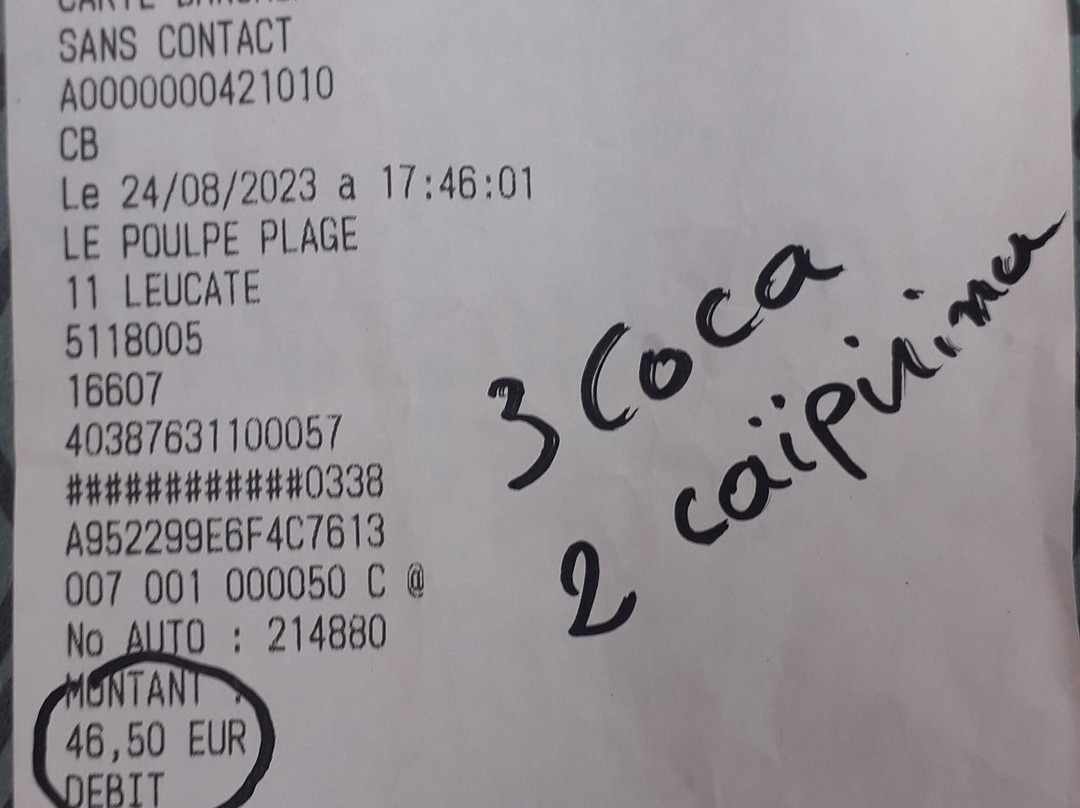 SANS CONTACT
A0000000421010
CB
Le 24/08/2023 a 17:46:01
LE POULPE PLAGE
11 LEUCATE
5118005
16607
40387631100057
############0338
A952299E6F4C7613
007 001 000050 C @
No AUTO : 214880
MONTANT :
46,50 EUR
DEBIT
3 Coca
2 caïpirina